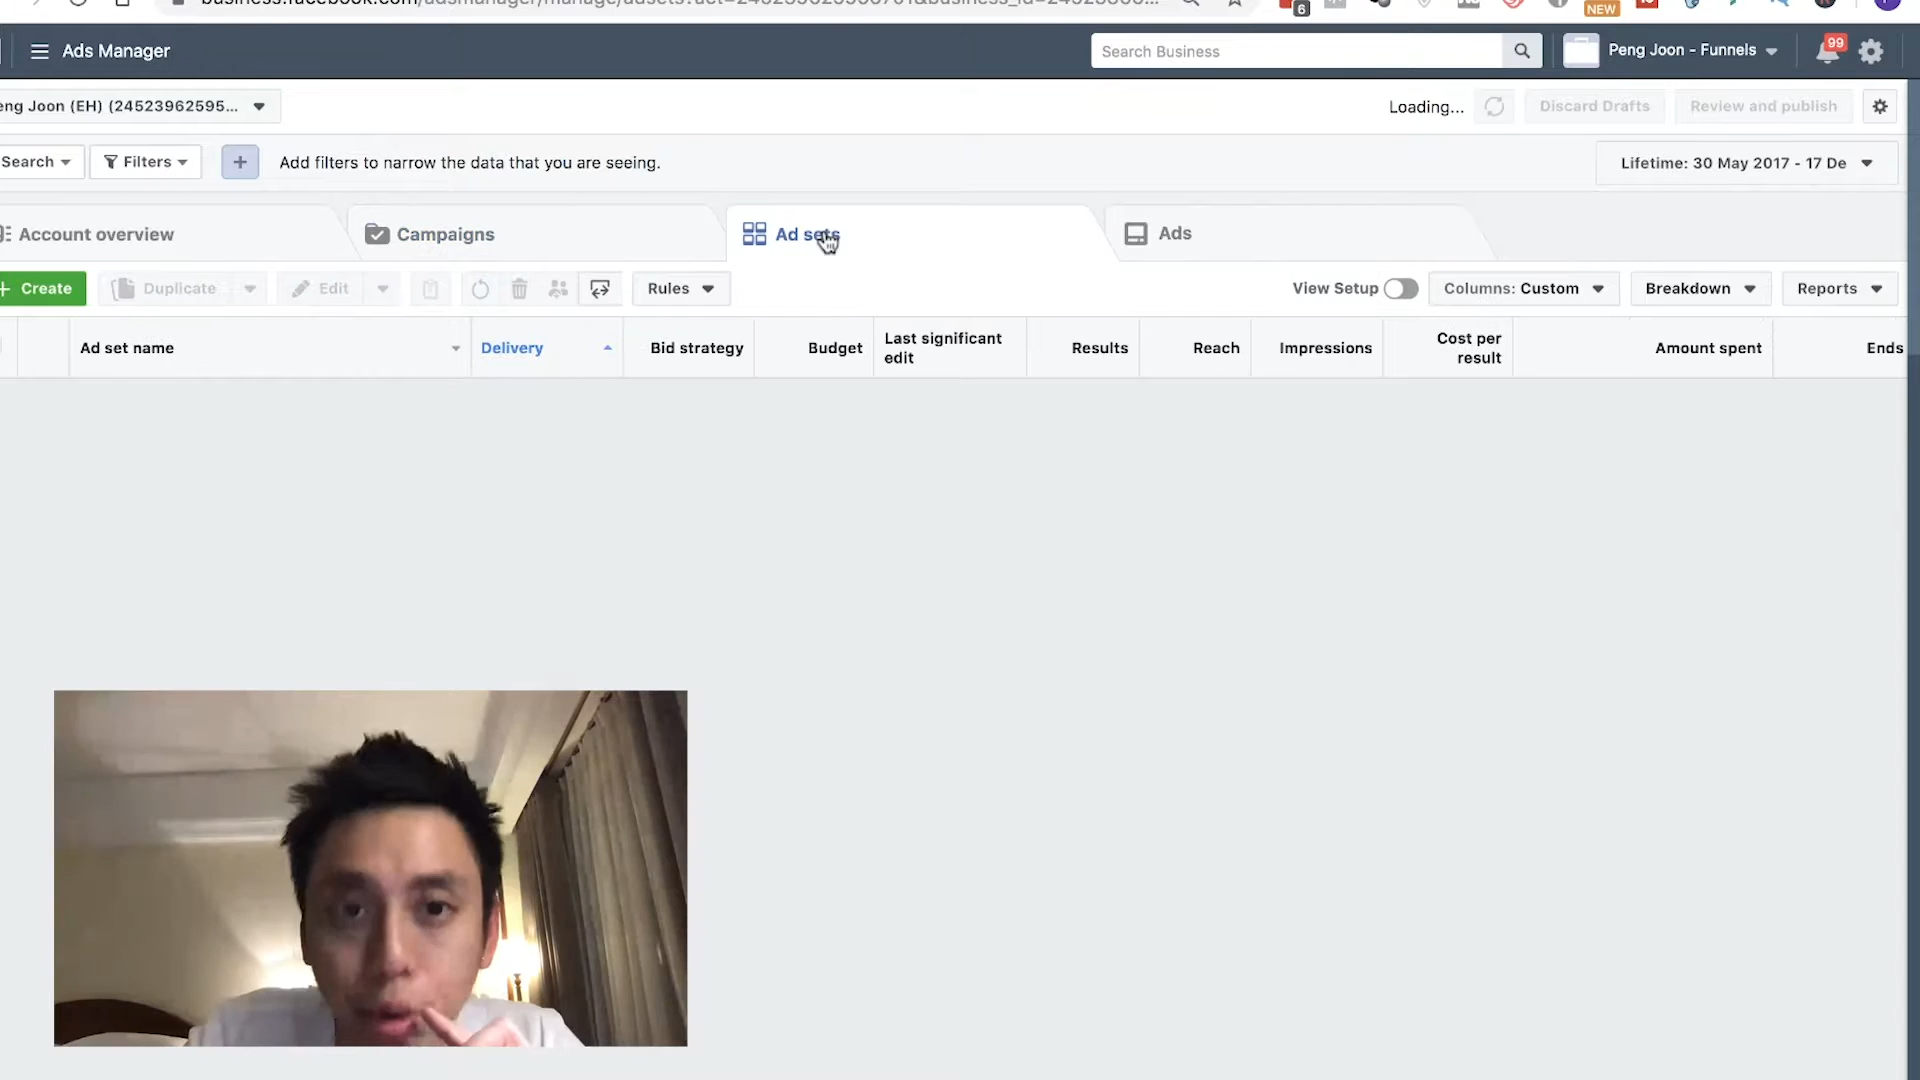 Ads Manager
Search Business
Peng Joon - Funnels
99
eng Joon (EH) (24523962595...
Loading...
Discard Drafts
Review and publish
Search
Filters
+
Add filters to narrow the data that you are seeing.
Lifetime: 30 May 2017 - 17 De
Account overview
Campaigns
Ad sets
Ads
+ Create
Duplicate
Edit
Rules
View Setup
Columns: Custom
Breakdown
Reports
Ad set name
Delivery
Bid strategy
Budget
Last significant
edit
Results
Reach
Impressions
Cost per
result
Amount spent
Ends
6
NEW